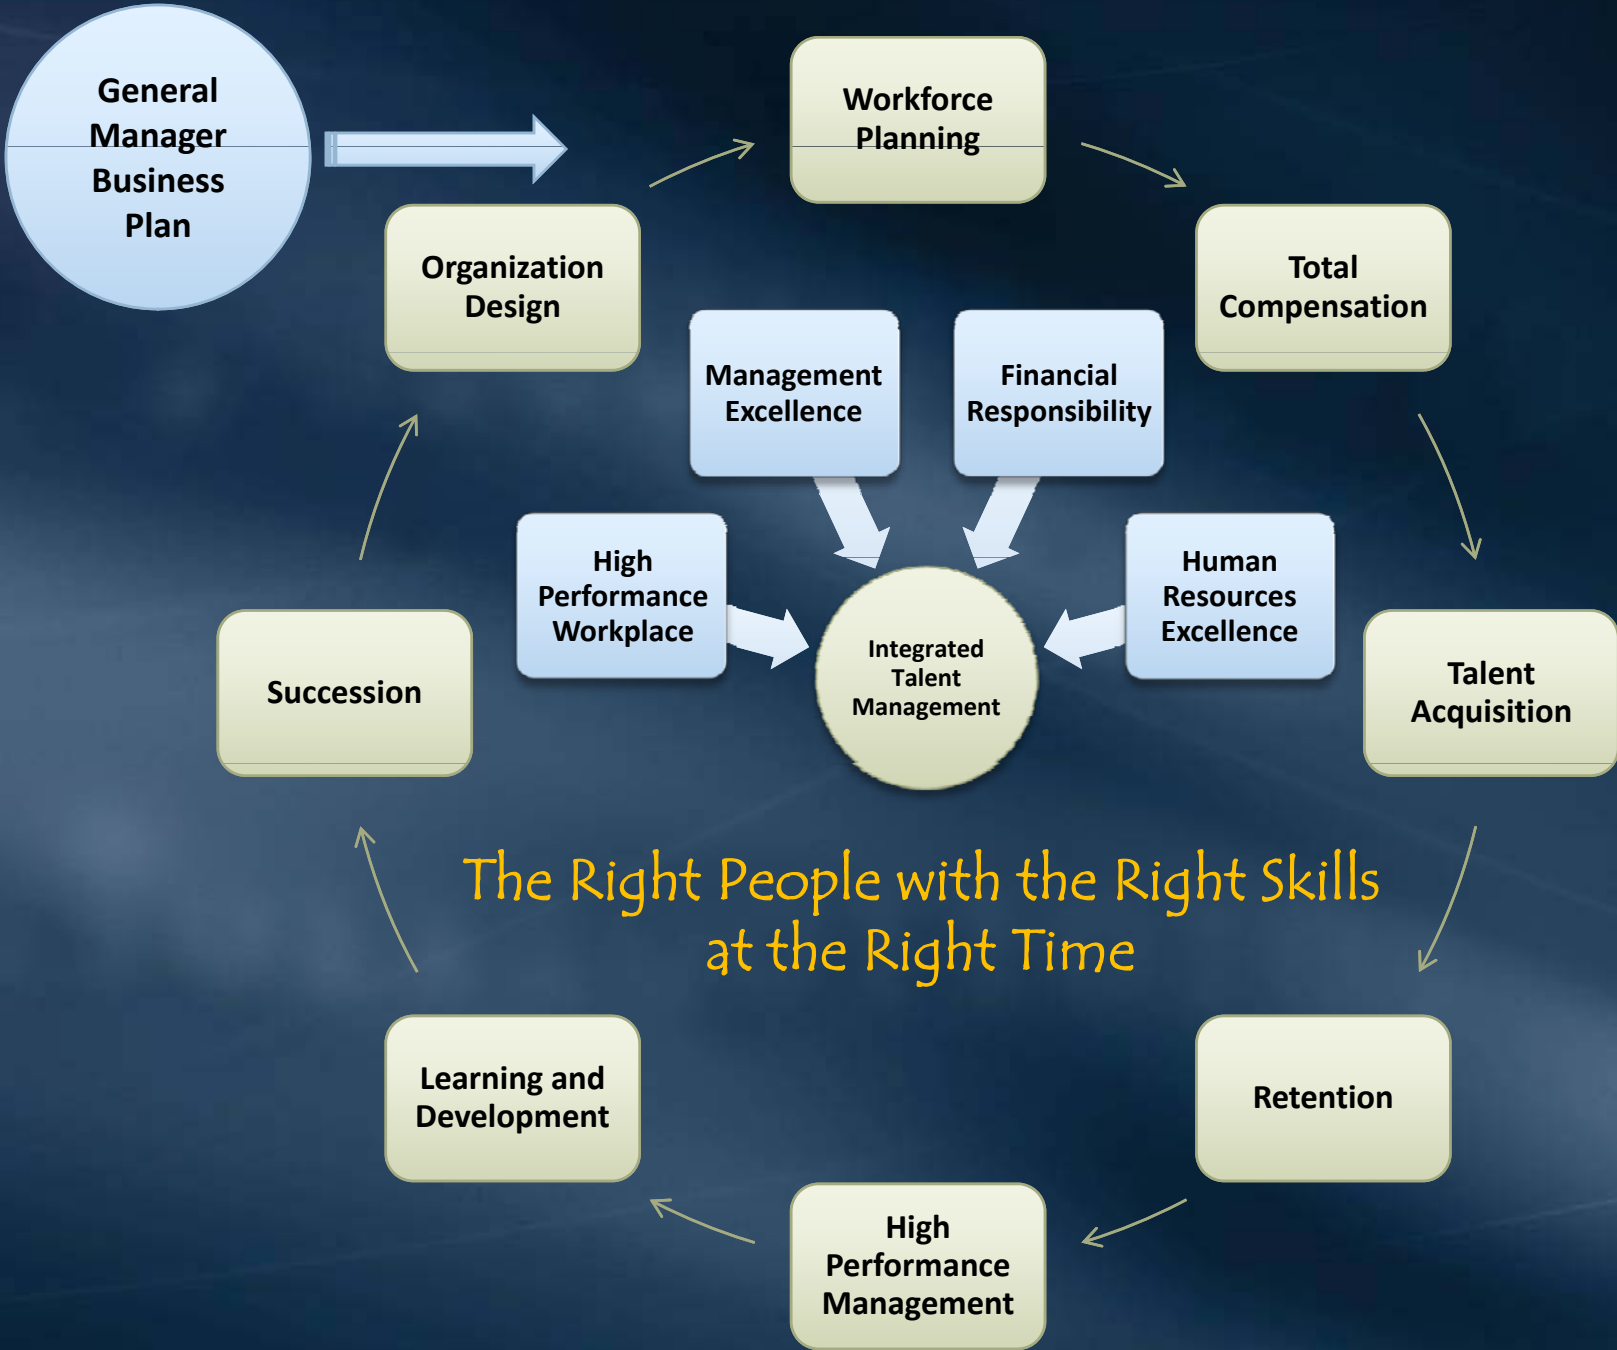 General
Manager
Business
Plan
Workforce
Planning
Organization
Design
Total
Compensation
Management
Excellence
Financial
Responsibility
High
Performance
Workplace
Human
Resources
Excellence
Integrated
Talent
Management
Succession
Talent
Acquisition
The Right People with the Right Skills
at the Right Time
Learning and
Development
Retention
High
Performance
Management